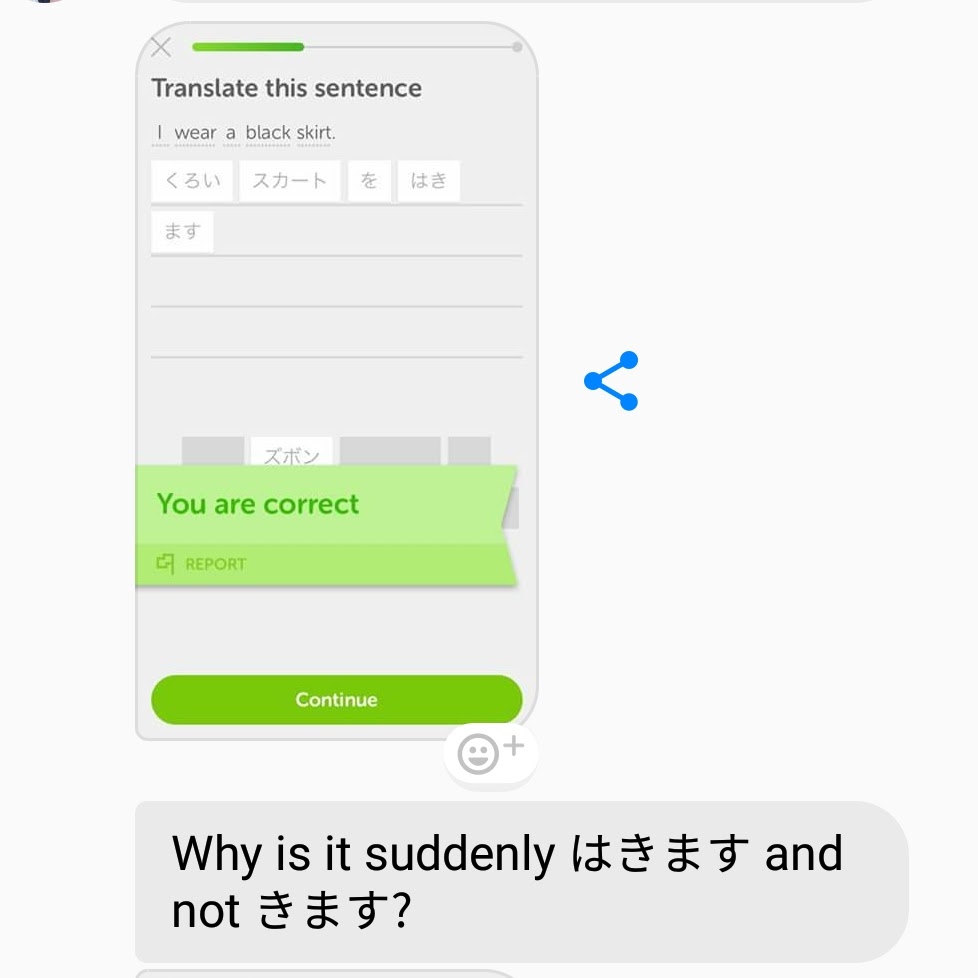 Translate this sentence
I wear a black skirt.
くろい スカート を はき
ます
ズボン
You are correct
REPORT
Continue
Why is it suddenly はきます and
not きます?